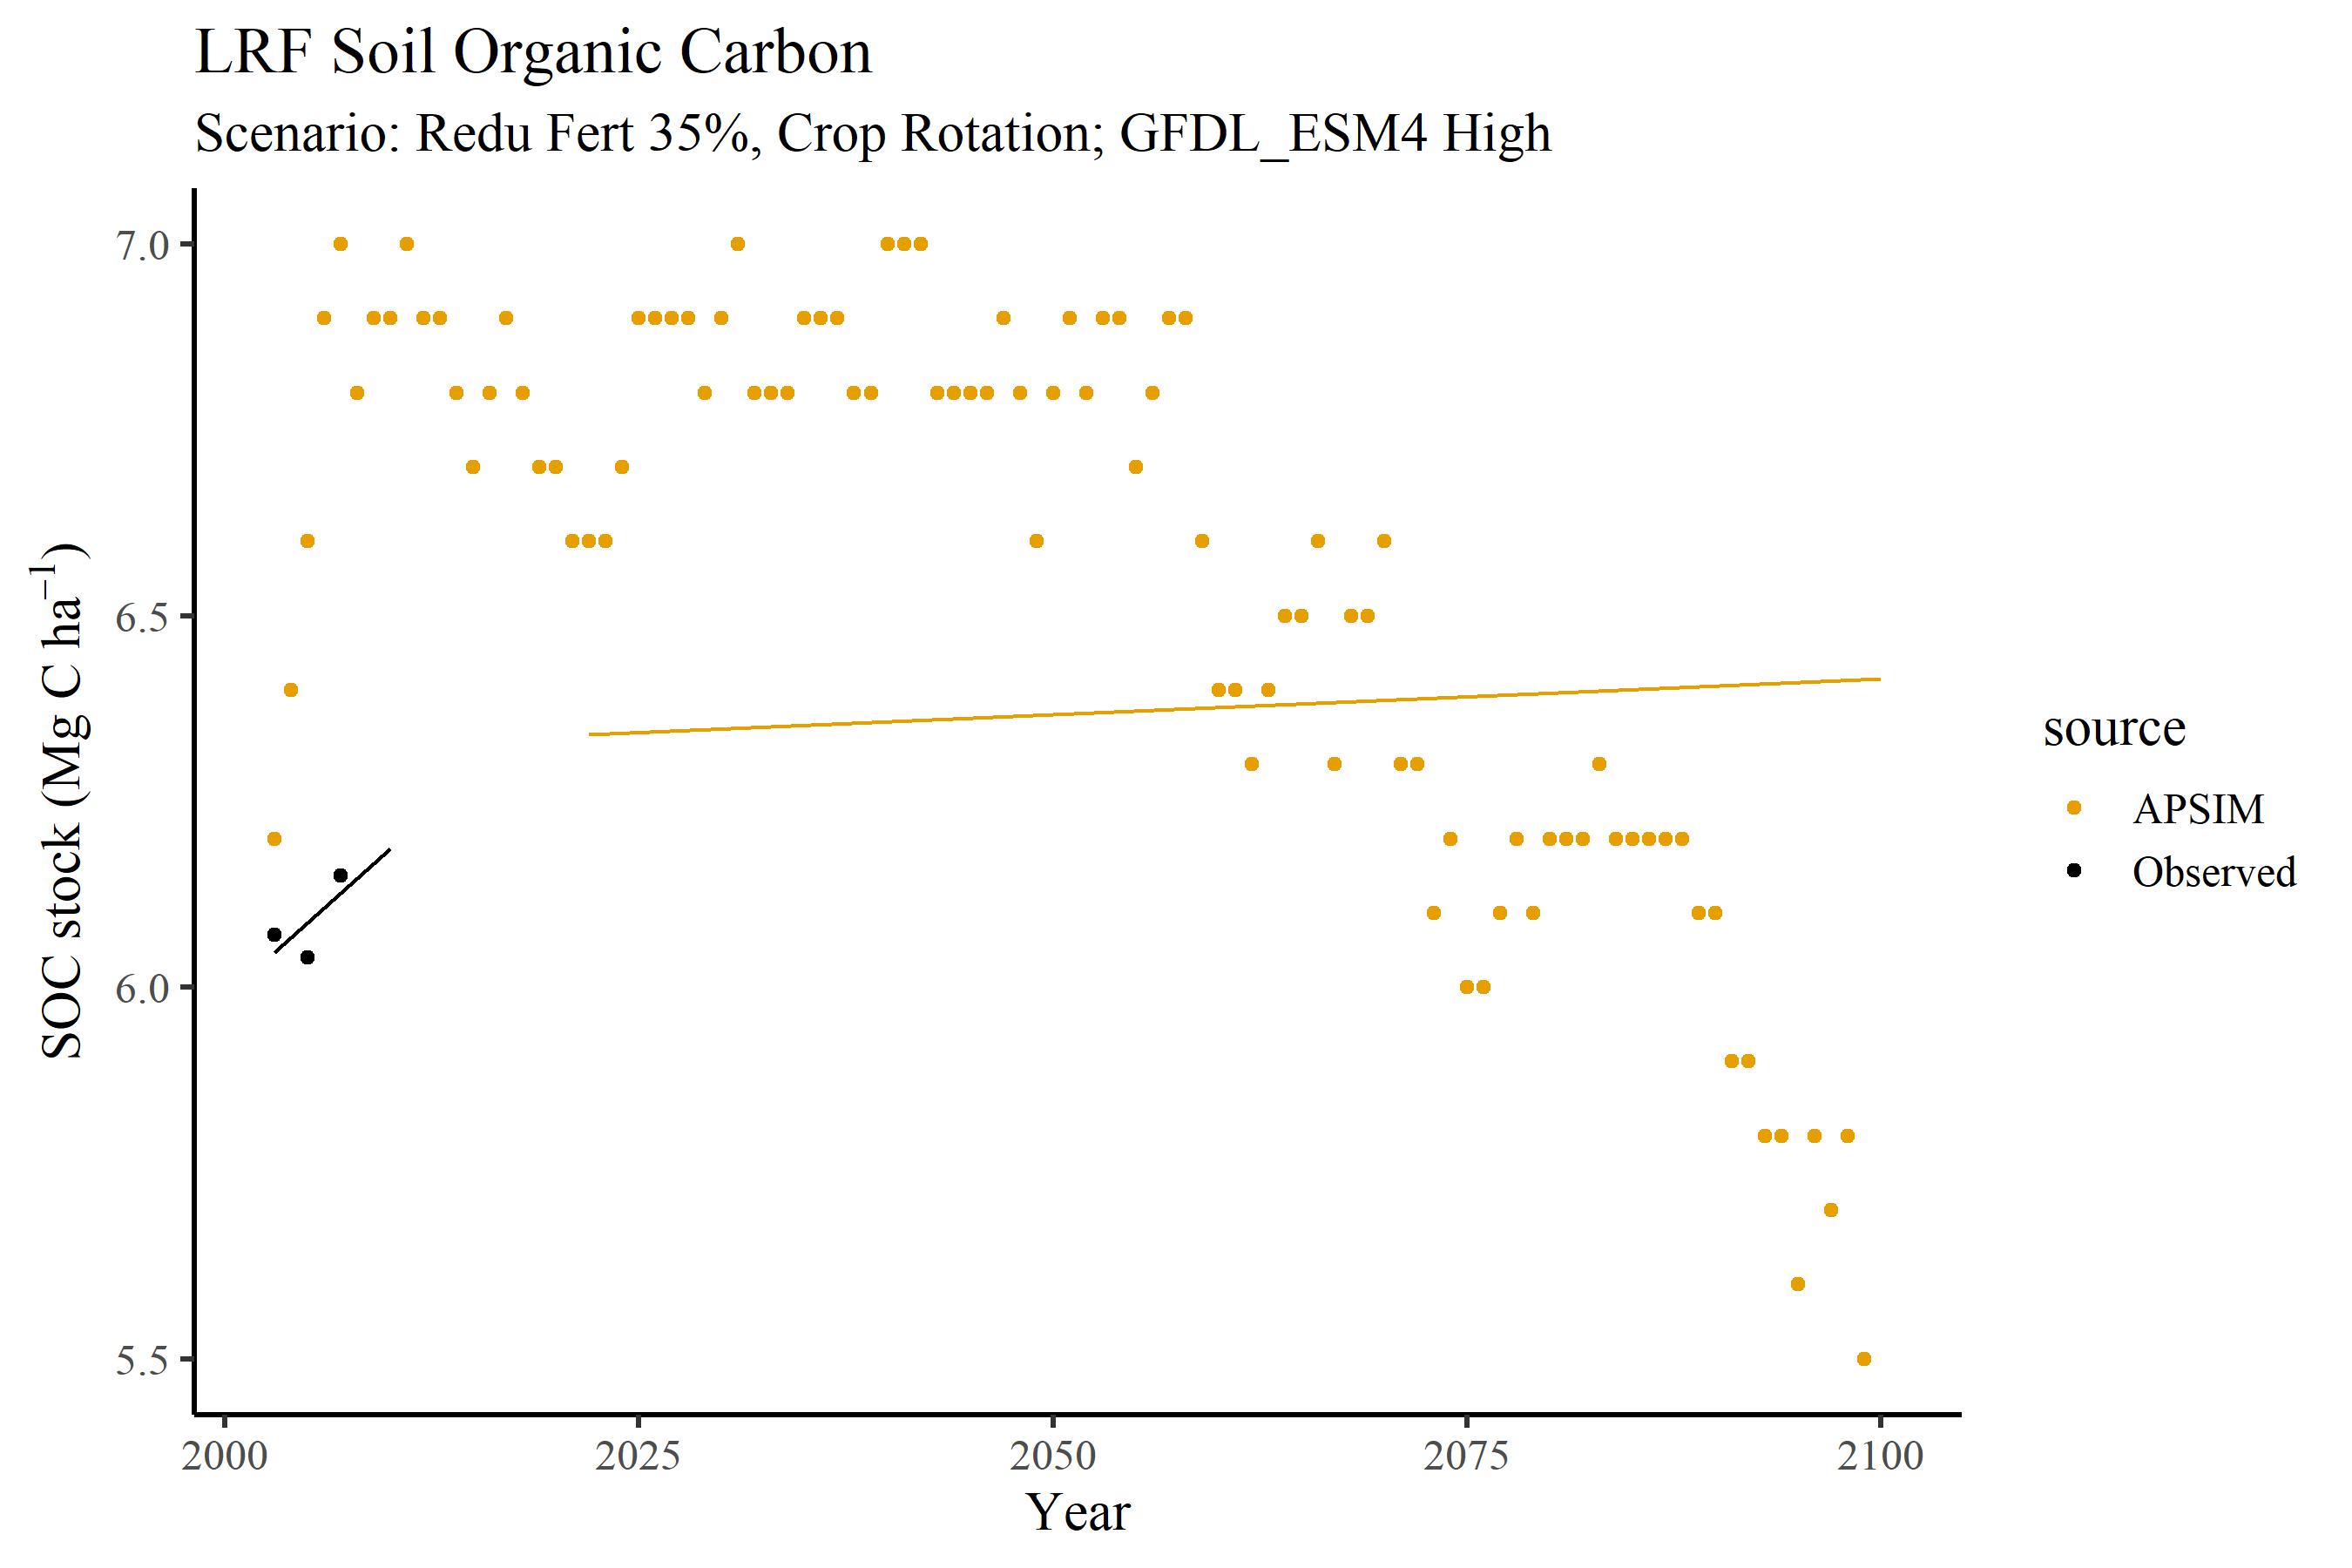 LRF Soil Organic Carbon
Scenario: Redu Fert 35%, Crop Rotation; GFDL_ESM4 High
SOC stock (Mg C ha⁻¹)
7.0
6.5
6.0
5.5
2000 2025 2050 2075 2100
Year
source
APSIM
Observed